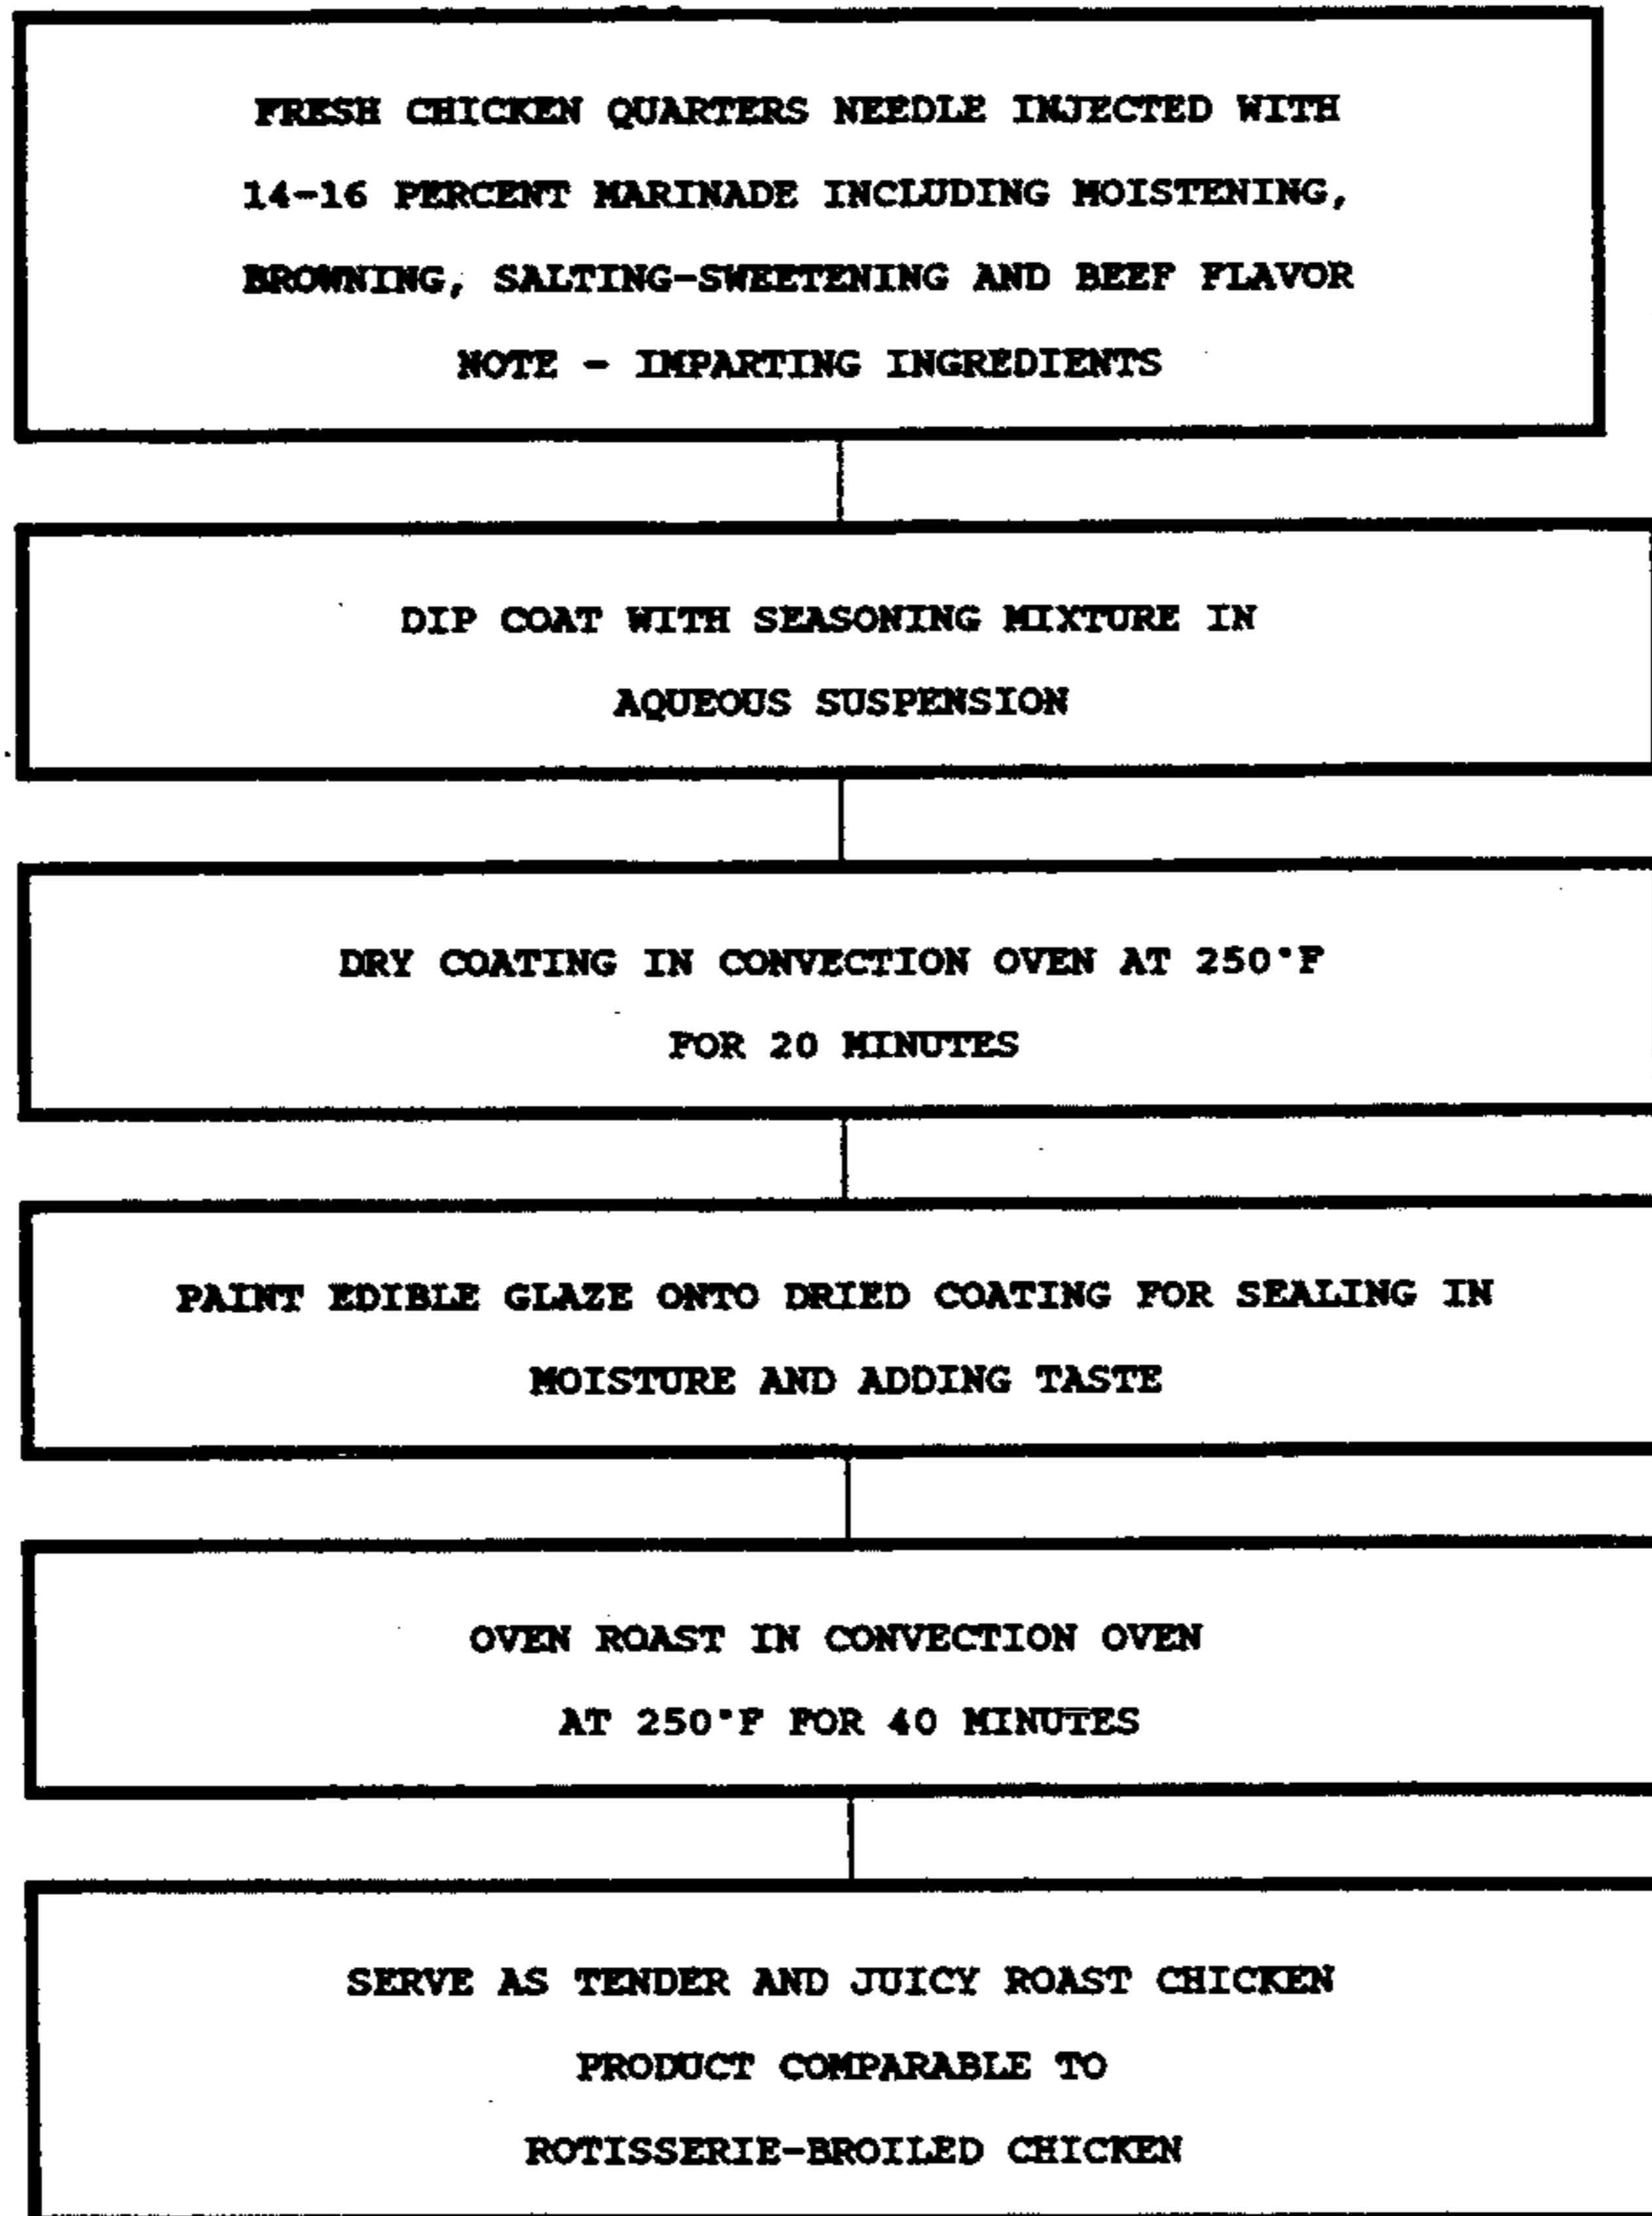 FRESH CHICKEN QUARTERS NEEDLE INJECTED WITH
14-16 PERCENT MARINADE INCLUDING MOISTENING,
BROWNING, SALTING-SWEETENING AND BEEF FLAVOR
NOTE - IMPARTING INGREDIENTS
DIP COAT WITH SEASONING MIXTURE IN
AQUEOUS SUSPENSION
DRY COATING IN CONVECTION OVEN AT 250°F
FOR 20 MINUTES
PAINT EDIBLE GLAZE ONTO DRIED COATING FOR SEALING IN
MOISTURE AND ADDING TASTE
OVEN ROAST IN CONVECTION OVEN
AT 250°F FOR 40 MINUTES
SERVE AS TENDER AND JUICY ROAST CHICKEN
PRODUCT COMPARABLE TO
ROTISSERIE-BROILED CHICKEN